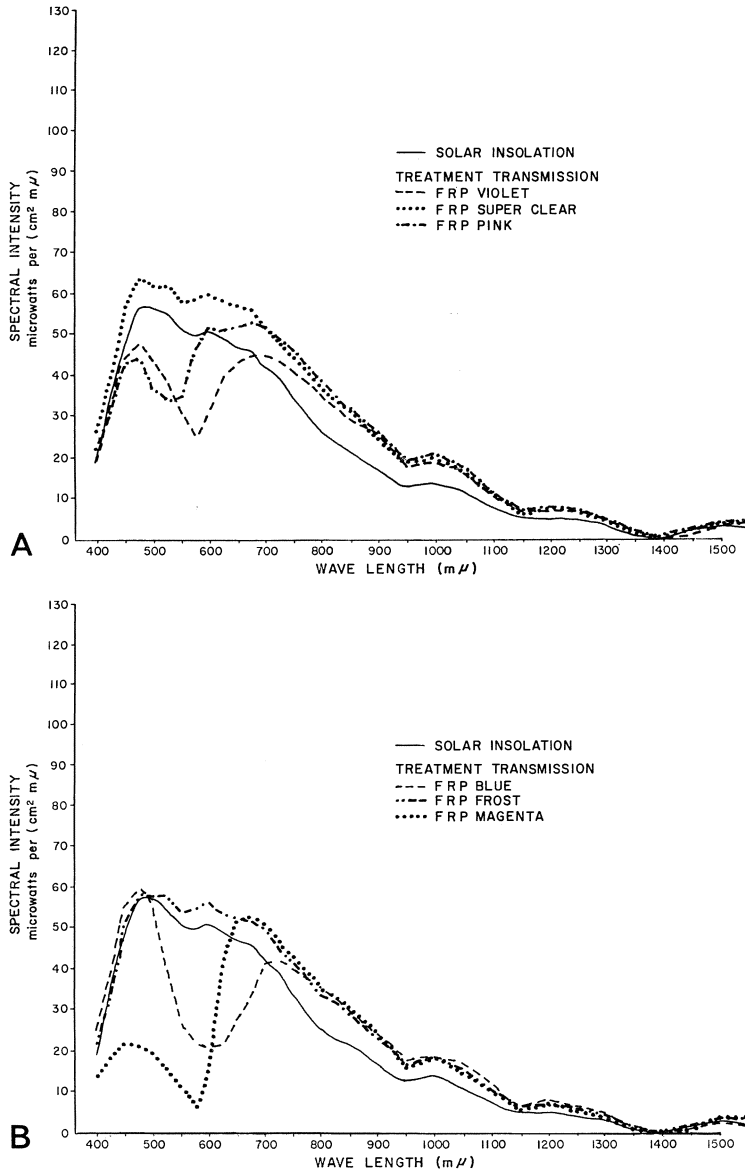 130
120
110
100
90
80
70
60
50
40
30
20
10
0
SPECTRAL INTENSITY
microwatts per (cm² mμ)
SOLAR INSOLATION
TREATMENT TRANSMISSION
FRP VIOLET
FRP SUPER CLEAR
FRP PINK
A
400 500 600 700 800 900 1000 1100 1200 1300 1400 1500
WAVE LENGTH (mμ)
130
120
110
100
90
80
70
60
50
40
30
20
10
0
SPECTRAL INTENSITY
microwatts per (cm² mμ)
SOLAR INSOLATION
TREATMENT TRANSMISSION
FRP BLUE
FRP FROST
FRP MAGENTA
B
400 500 600 700 800 900 1000 1100 1200 1300 1400 1500
WAVE LENGTH (mμ)